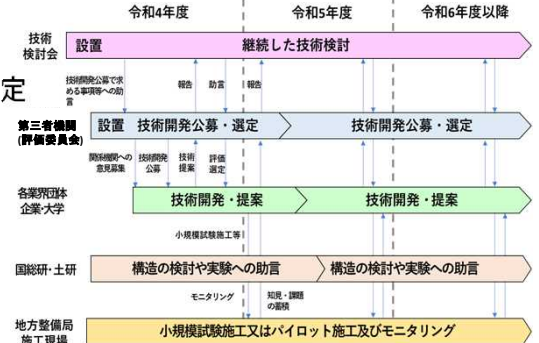 令和4年度
令和5年度
令和6年度以降
技術
検討会
設置
継続した技術検討
定
技術開発公募で求
める事項等への助
言
報告
助言
報告
第三者機関
(評価委員会)
設置
技術開発公募・選定
技術開発公募・選定
関係機関への
意見募集
技術開発
公募
技術
提案
評価
選定
各業界団体
企業・大学
技術開発・提案
技術開発・提案
小規模試験施工等
国総研・土研
構造の検討や実験への助言
構造の検討や実験への助言
モニタリング
知見・課題
の蓄積
地方整備局
施工現場
小規模試験施工又はパイロット施工及びモニタリング